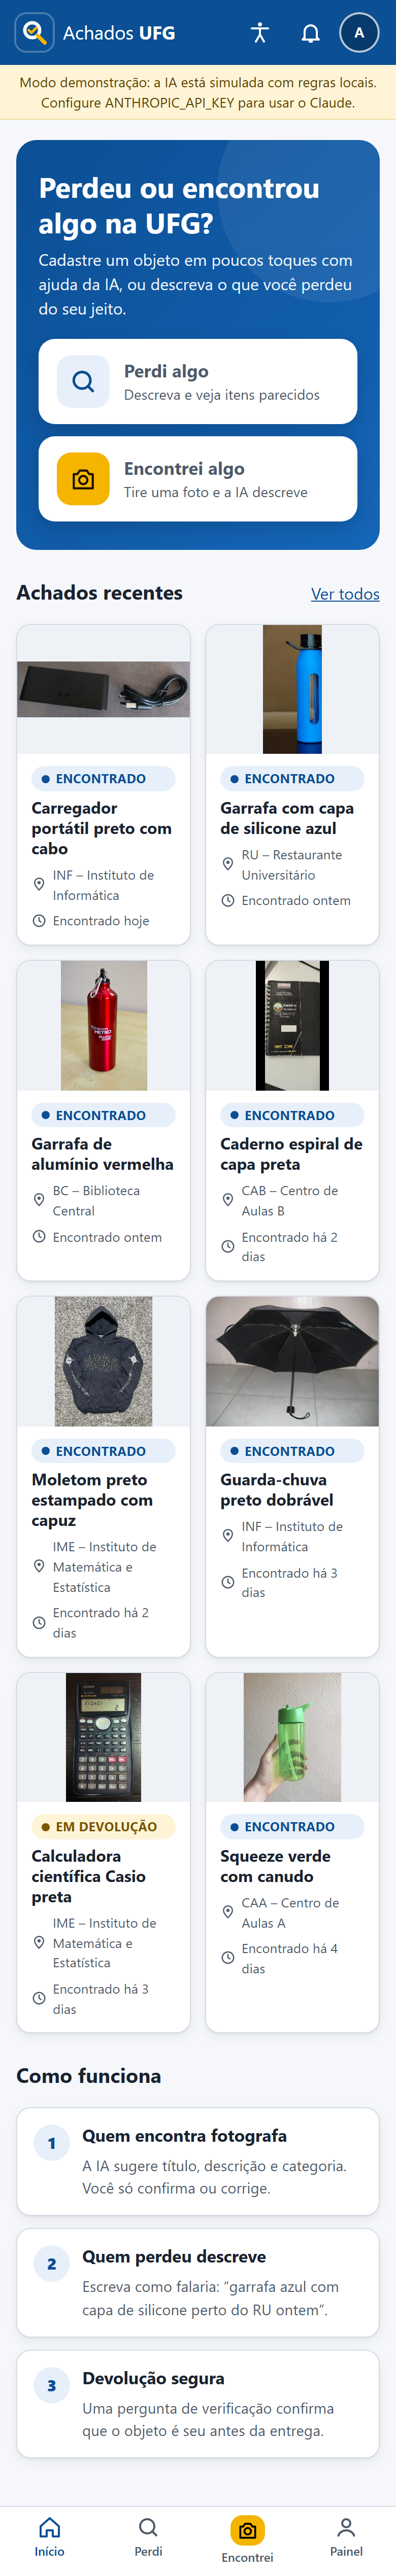 Achados UFG
A
Modo demonstração: a IA está simulada com regras locais.
Configure ANTHROPIC_API_KEY para usar o Claude.
Perdeu ou encontrou
algo na UFG?
Cadastre um objeto em poucos toques com
ajuda da IA, ou descreva o que você perdeu
do seu jeito.
Perdi algo
Descreva e veja itens parecidos
Encontrei algo
Tire uma foto e a IA descreve
Achados recentes
Ver todos
ENCONTRADO
Carregador
portátil preto com
cabo
INF – Instituto de
Informática
Encontrado hoje
ENCONTRADO
Garrafa com capa
de silicone azul
RU – Restaurante
Universitário
Encontrado ontem
ENCONTRADO
Garrafa de
alumínio vermelha
BC – Biblioteca
Central
Encontrado ontem
ENCONTRADO
Caderno espiral de
capa preta
CAB – Centro de
Aulas B
Encontrado há 2
dias
ENCONTRADO
Moletom preto
estampado com
capuz
IME – Instituto de
Matemática e
Estatística
Encontrado há 2
dias
ENCONTRADO
Guarda-chuva
preto dobrável
INF – Instituto de
Informática
Encontrado há 3
dias
EM DEVOLUÇÃO
Calculadora
científica Casio
preta
IME – Instituto de
Matemática e
Estatística
Encontrado há 3
dias
ENCONTRADO
Squeeze verde
com canudo
CAA – Centro de
Aulas A
Encontrado há 4
dias
Como funciona
1
Quem encontra fotografa
A IA sugere título, descrição e categoria.
Você só confirma ou corrige.
2
Quem perdeu descreve
Escreva como falaria: “garrafa azul com
capa de silicone perto do RU ontem”.
3
Devolução segura
Uma pergunta de verificação confirma
que o objeto é seu antes da entrega.
Início
Perdi
Encontrei
Painel